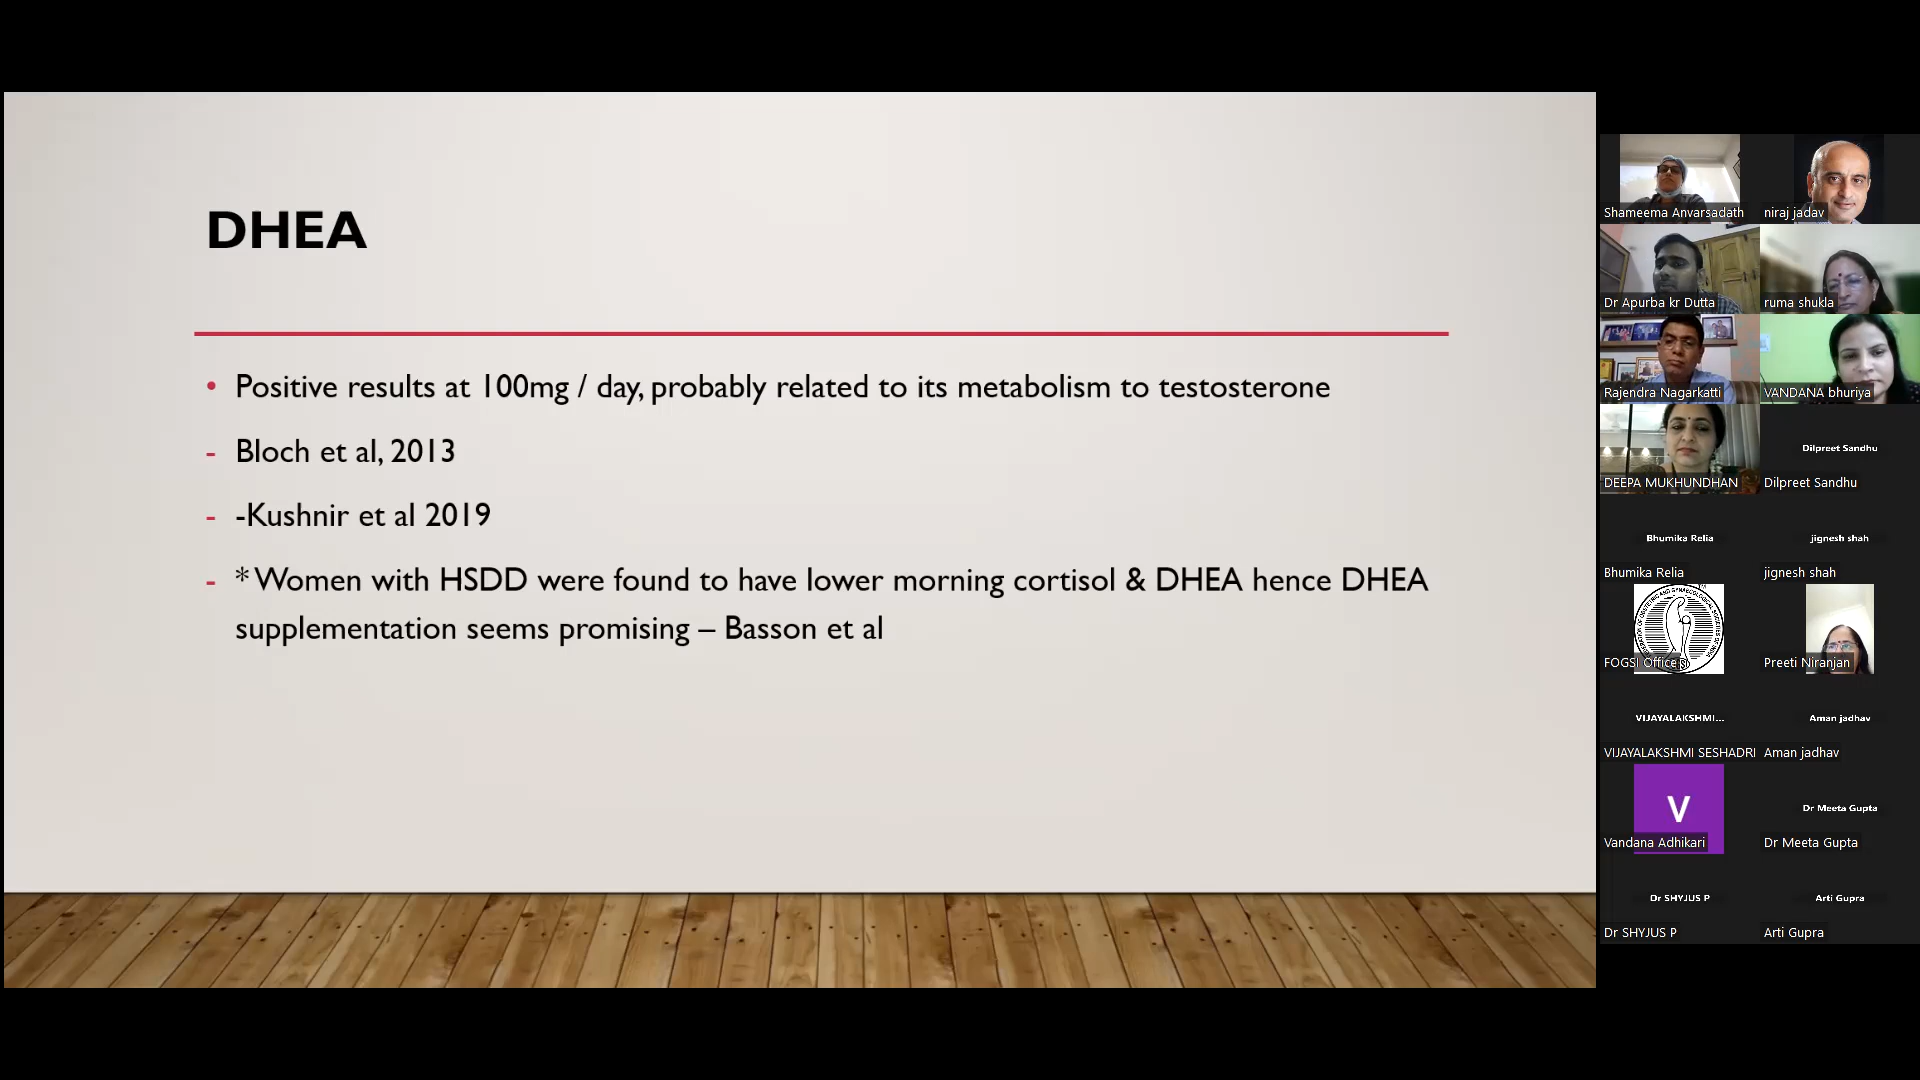 DHEA
• Positive results at 100mg / day, probably related to its metabolism to testosterone
- Bloch et al, 2013
- -Kushnir et al 2019
- * Women with HSDD were found to have lower morning cortisol & DHEA hence DHEA
supplementation seems promising – Basson et al
Shameema Anvarsadath
niraj jadav
Dr Apurba kr Dutta
ruma shukla
Rajendra Nagarkatti
VANDANA bhuriya
DEEPA MUKHUNDHAN
Dilpreet Sandhu
Dilpreet Sandhu
Bhumika Relia
Bhumika Relia
jignesh shah
jignesh shah
FOGSI Office
Preeti Niranjan
VIJAYALAKSHMI...
VIJAYALAKSHMI SESHADRI
Aman jadhav
Aman jadhav
V
Vandana Adhikari
Dr Meeta Gupta
Dr Meeta Gupta
Dr SHYJUS P
Dr SHYJUS P
Arti Gupra
Arti Gupra